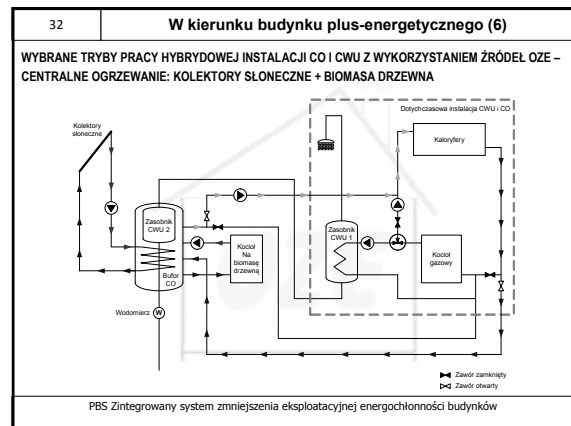 32
W kierunku budynku plus-energetycznego (6)
WYBRANE TRYBY PRACY HYBRYDOWEJ INSTALACJI CO I CWU Z WYKORZYSTANIEM ŹRÓDEŁ OZE –
CENTRALNE OGRZEWANIE: KOLEKTORY SŁONECZNE + BIOMASA DRZEWNA
Dotychczasowa instalacja CWU i CO
Kolektory
słoneczne
Kaloryfery
Zasobnik
CWU 2
Bufor
CO
Kocioł
Na
biomasę
drzewną
Zasobnik
CWU 1
Kocioł
gazowy
Wodomierz
W
OZE
Zawór zamknięty
Zawór otwarty
PBS Zintegrowany system zmniejszenia eksploatacyjnej energochłonności budynków